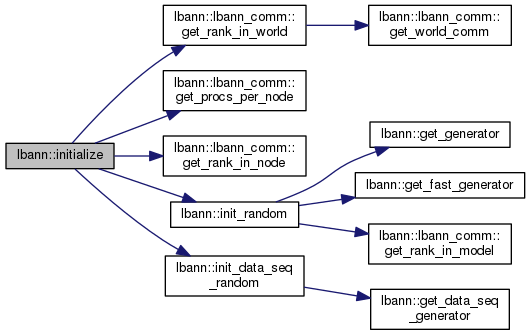 lbann::lbann_comm::
get_rank_in_world
lbann::lbann_comm::
get_world_comm
lbann::lbann_comm::
get_procs_per_node
lbann::get_generator
lbann::initialize
lbann::lbann_comm::
get_rank_in_node
lbann::get_fast_generator
lbann::init_random
lbann::lbann_comm::
get_rank_in_model
lbann::init_data_seq
_random
lbann::get_data_seq
_generator